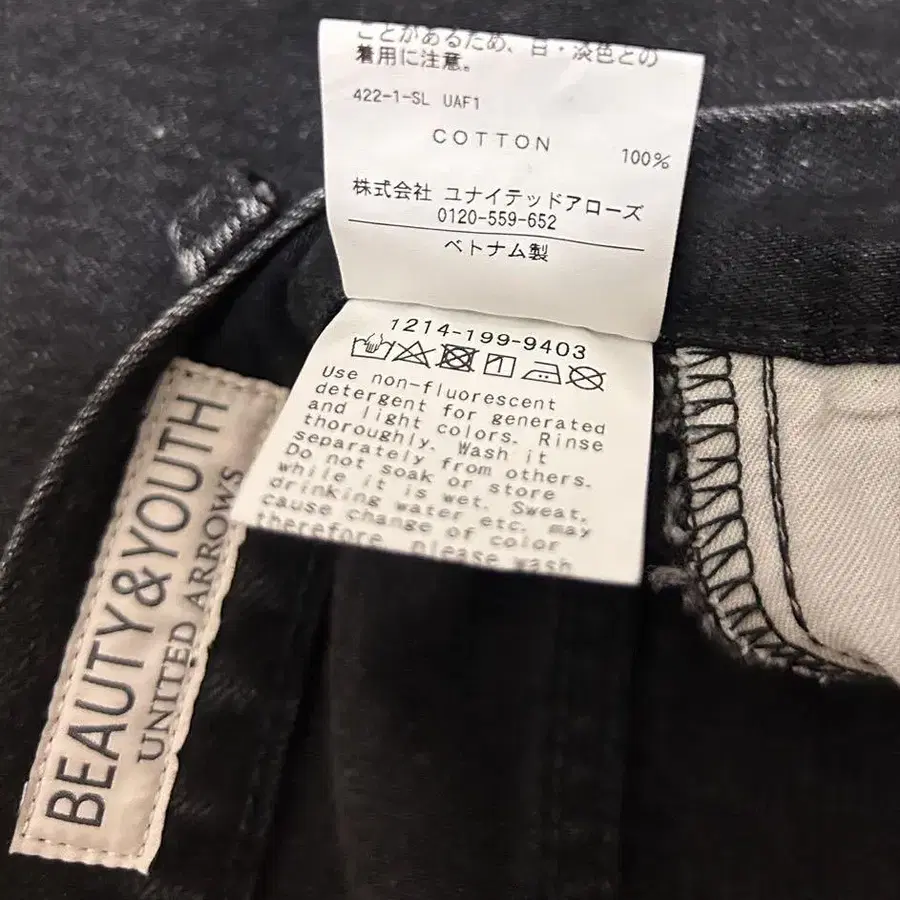 ことがあるため、白・淡色との
着用に注意。
422-1-SL UAF1
COTTON 100%
株式会社 ユナイテッドアローズ
0120-559-652
ベトナム製
1214-199-9403
Use non-fluorescent
detergent for generated
and light colors. Rinse
thoroughly. Wash it
separately from others.
Do not soak or store
while it is wet. Sweat,
drinking water etc. may
cause change of color
therefore, please wash
BEAUTY&YOUTH
UNITED ARROWS